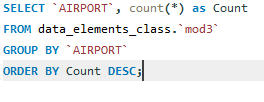 SELECT `AIRPORT`, count(*) as Count
FROM data_elements_class.`mod3`
GROUP BY `AIRPORT`
ORDER BY Count DESC;